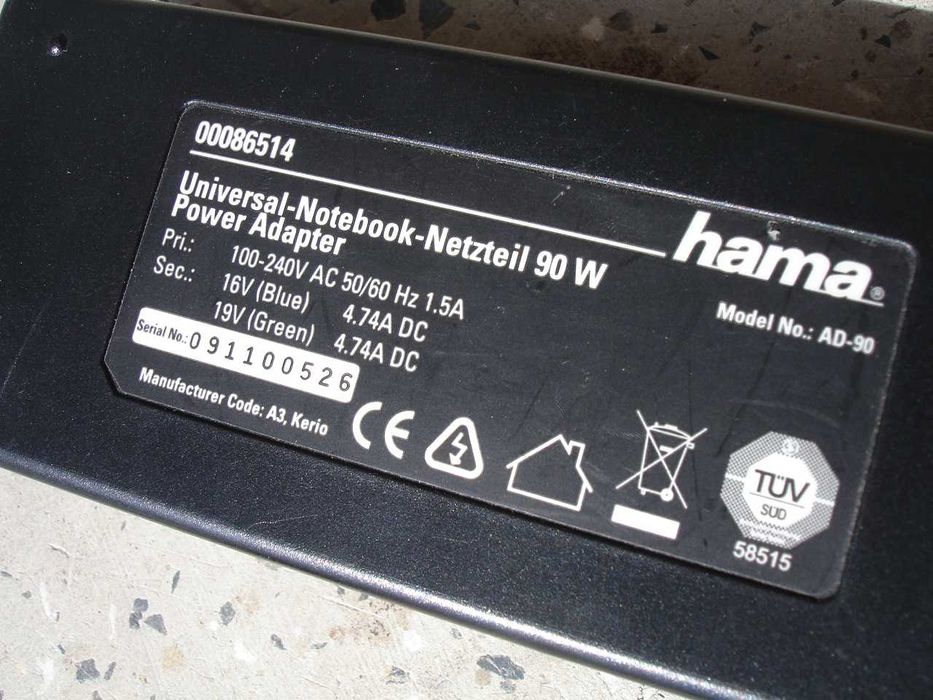 00086514
hama®
Universal-Notebook-Netzteil 90 W
Power Adapter
Model No.: AD-90
Pri.: 100-240V AC 50/60 Hz 1.5A
Sec.: 16V (Blue) 4.74A DC
19V (Green) 4.74A DC
Serial No.: 091100526
Manufacturer Code: A3, Kerio
CE
TÜV
SÜD
58515